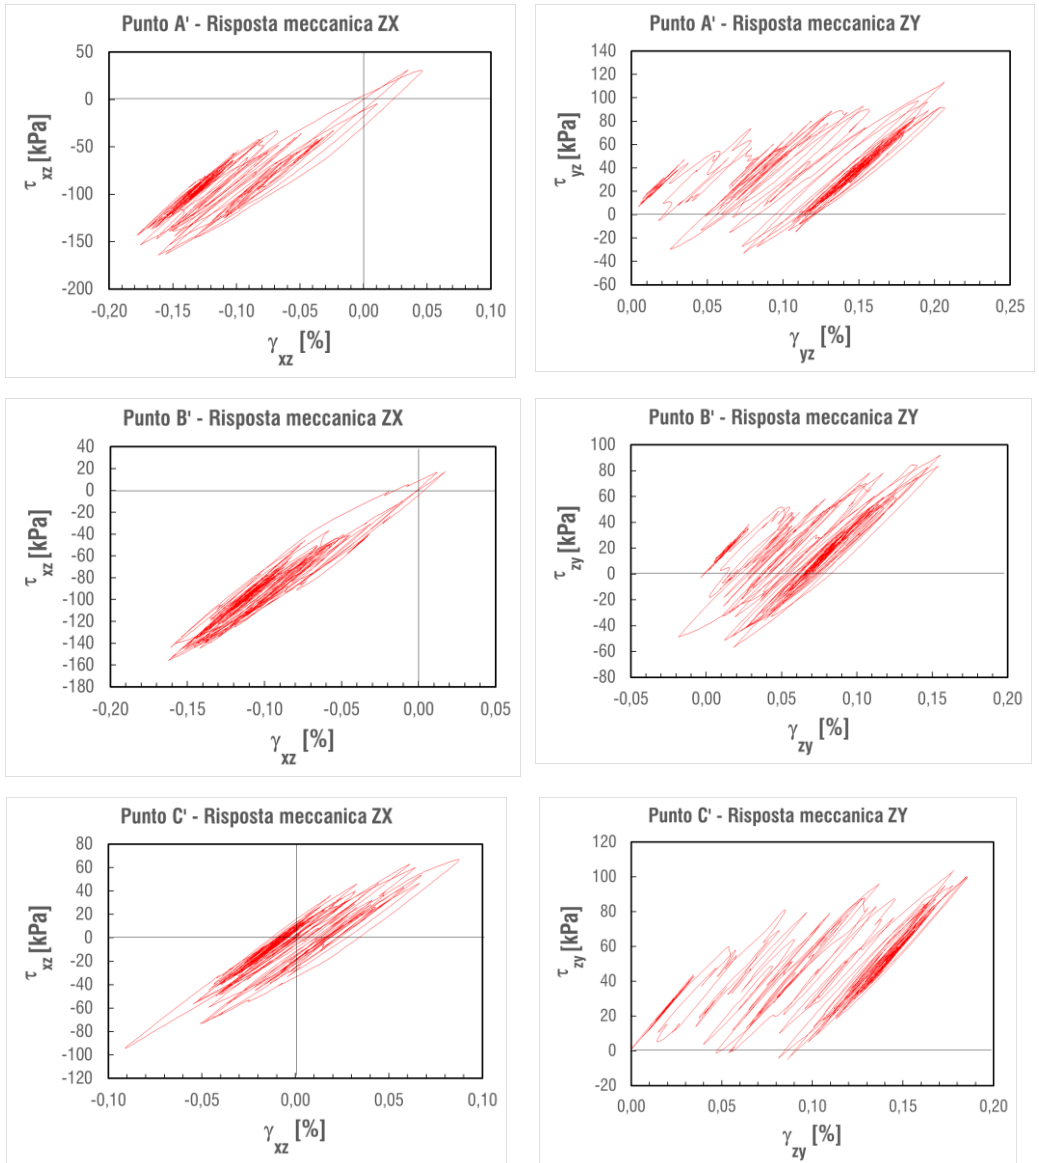 Punto A' - Risposta meccanica ZX
50
0
-50
-100
-150
-200
-0,20 -0,15 -0,10 -0,05 0,00 0,05 0,10
τxz [kPa]
γxz [%]
Punto A' - Risposta meccanica ZY
140
120
100
80
60
40
20
0
-20
-40
-60
0,00 0,05 0,10 0,15 0,20 0,25
τyz [kPa]
γyz [%]
Punto B' - Risposta meccanica ZX
40
20
0
-20
-40
-60
-80
-100
-120
-140
-160
-180
-0,20 -0,15 -0,10 -0,05 0,00 0,05
τxz [kPa]
γxz [%]
Punto B' - Risposta meccanica ZY
100
80
60
40
20
0
-20
-40
-60
-80
-0,05 0,00 0,05 0,10 0,15 0,20
τzy [kPa]
γzy [%]
Punto C' - Risposta meccanica ZX
80
60
40
20
0
-20
-40
-60
-80
-100
-120
-0,10 -0,05 0,00 0,05 0,10
τxz [kPa]
γxz [%]
Punto C' - Risposta meccanica ZY
120
100
80
60
40
20
0
-20
0,00 0,05 0,10 0,15 0,20
τzy [kPa]
γzy [%]